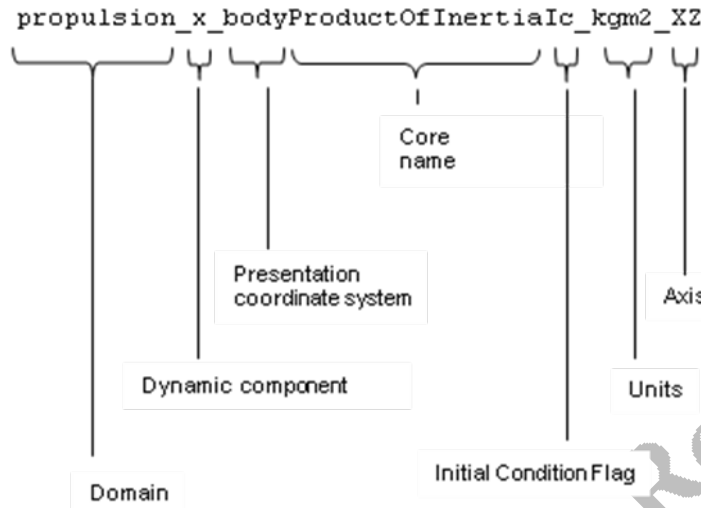 propulsion_x_bodyProductOfInertiaIc_kgm2_XZ
Core
name
Presentation
coordinate system
Axis
Dynamic component
Units
Initial Condition Flag
Domain